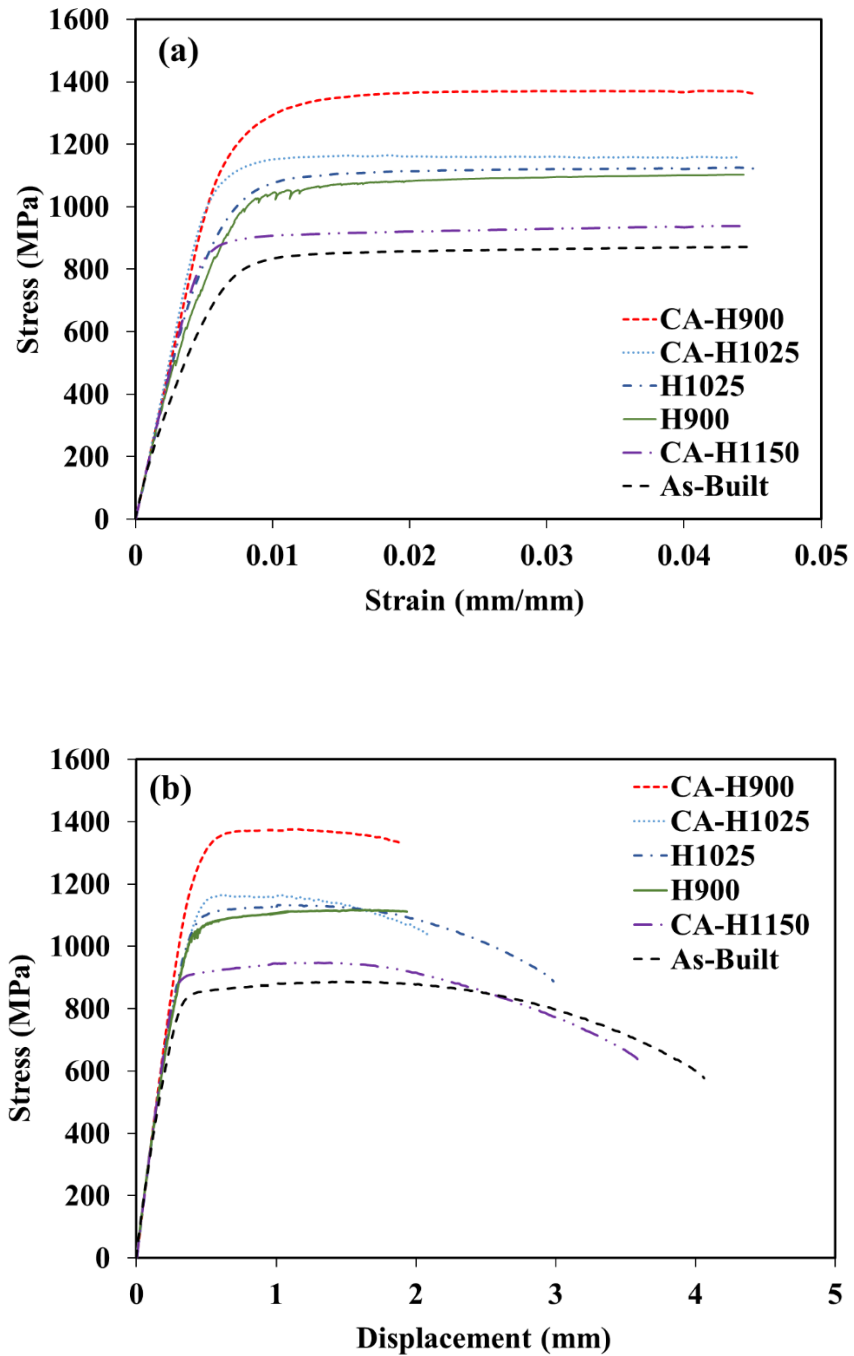 1600
1400
1200
1000
800
600
400
200
0
Stress (MPa)
(a)
CA-H900
CA-H1025
H1025
H900
CA-H1150
As-Built
0 0.01 0.02 0.03 0.04 0.05
Strain (mm/mm)
1600
1400
1200
1000
800
600
400
200
0
Stress (MPa)
(b)
CA-H900
CA-H1025
H1025
H900
CA-H1150
As-Built
0 1 2 3 4 5
Displacement (mm)